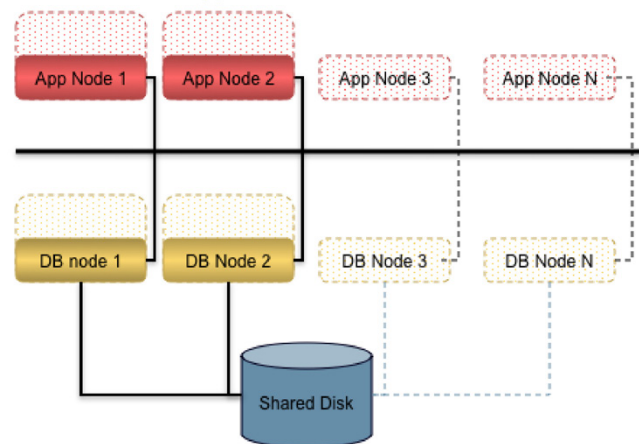 App Node 1
App Node 2
App Node 3
App Node N
DB node 1
DB Node 2
DB Node 3
DB Node N
Shared Disk